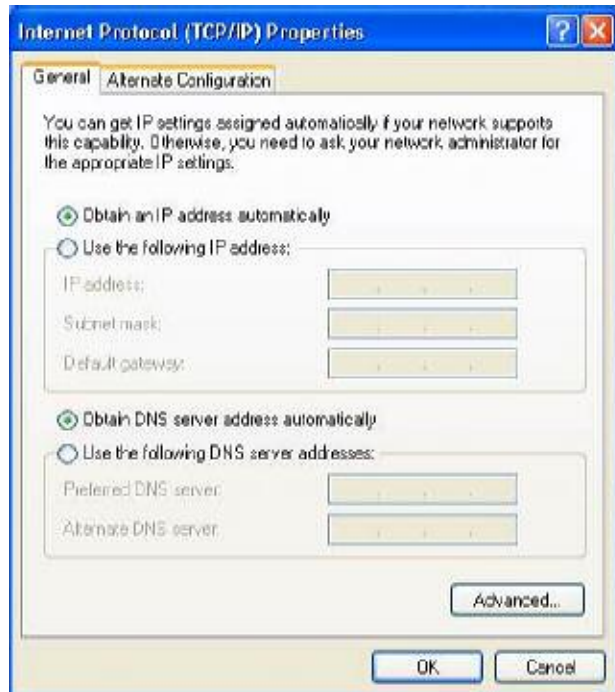 Internet Protocol (TCP/IP) Properties
General
Alternate Configuration
You can get IP settings assigned automatically if your network supports
this capability. Otherwise, you need to ask your network administrator for
the appropriate IP settings.
Obtain an IP address automatically
Use the following IP address:
IP address:
Subnet mask:
Default gateway:
Obtain DNS server address automatically
Use the following DNS server addresses:
Preferred DNS server:
Alternate DNS server:
Advanced...
OK
Cancel